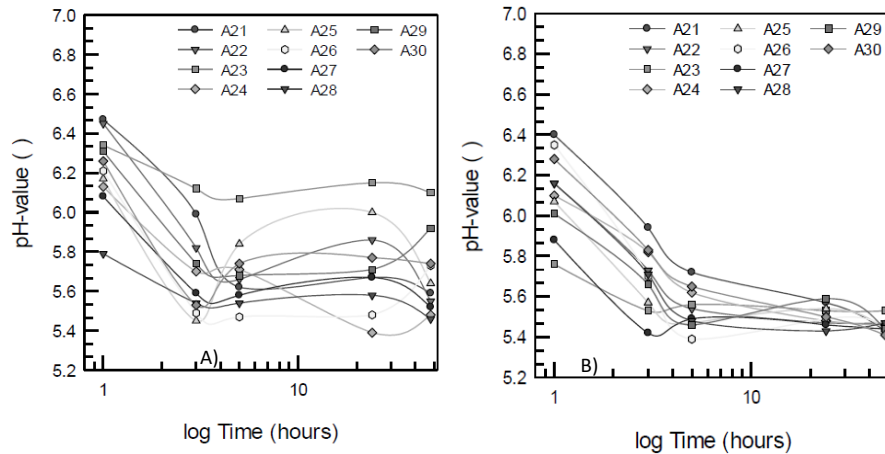 7.0
6.8
6.6
6.4
6.2
6.0
5.8
5.6
5.4
5.2
pH-value ( )
A21 A25 A29
A22 A26 A30
A23 A27
A24 A28
A)
1 10
log Time (hours)
7.0
6.8
6.6
6.4
6.2
6.0
5.8
5.6
5.4
5.2
pH-value ( )
A21 A25 A29
A22 A26 A30
A23 A27
A24 A28
B)
1 10
log Time (hours)